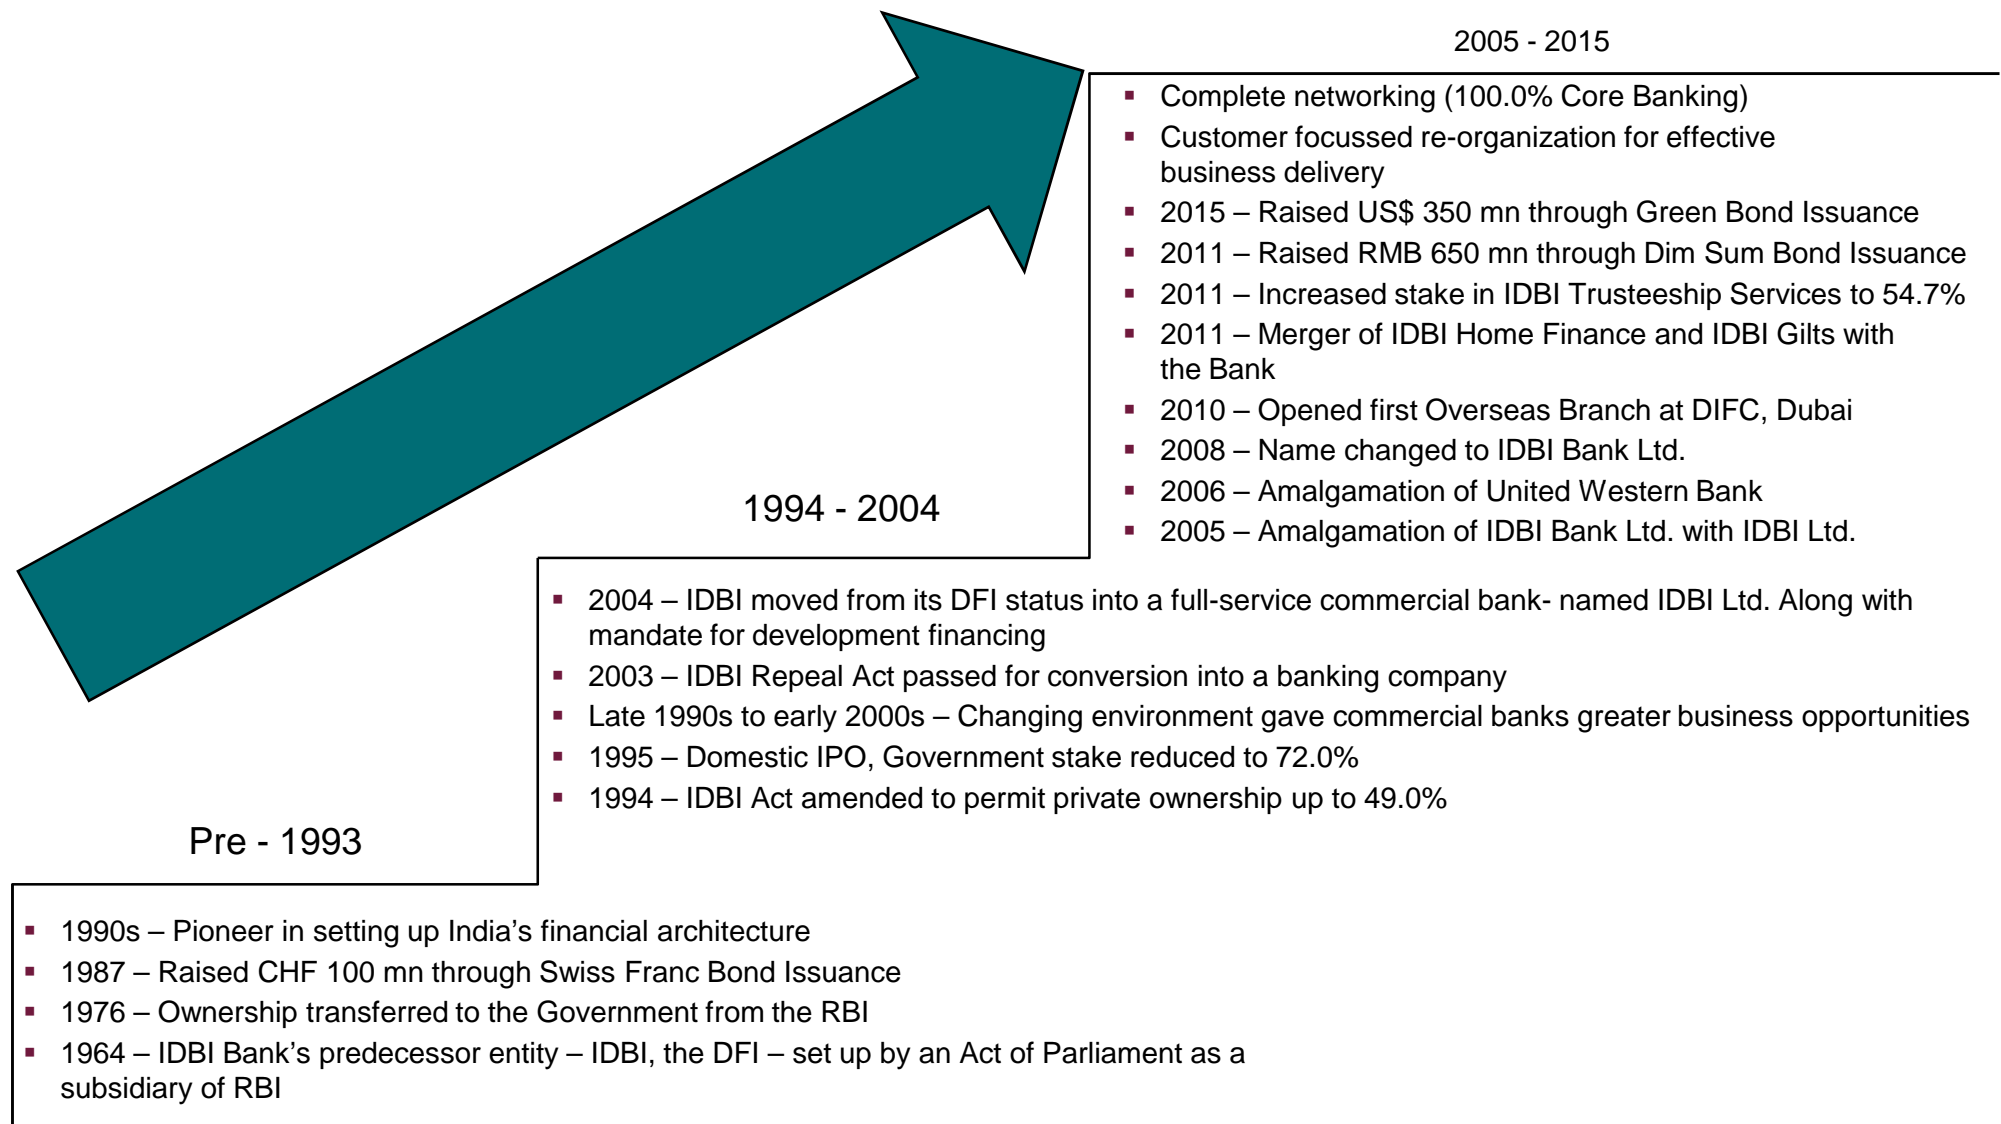 2005 - 2015
▪ Complete networking (100.0% Core Banking)
▪ Customer focussed re-organization for effective
business delivery
▪ 2015 – Raised US$ 350 mn through Green Bond Issuance
▪ 2011 – Raised RMB 650 mn through Dim Sum Bond Issuance
▪ 2011 – Increased stake in IDBI Trusteeship Services to 54.7%
▪ 2011 – Merger of IDBI Home Finance and IDBI Gilts with
the Bank
▪ 2010 – Opened first Overseas Branch at DIFC, Dubai
▪ 2008 – Name changed to IDBI Bank Ltd.
▪ 2006 – Amalgamation of United Western Bank
▪ 2005 – Amalgamation of IDBI Bank Ltd. with IDBI Ltd.
1994 - 2004
▪ 2004 – IDBI moved from its DFI status into a full-service commercial bank- named IDBI Ltd. Along with
mandate for development financing
▪ 2003 – IDBI Repeal Act passed for conversion into a banking company
▪ Late 1990s to early 2000s – Changing environment gave commercial banks greater business opportunities
▪ 1995 – Domestic IPO, Government stake reduced to 72.0%
▪ 1994 – IDBI Act amended to permit private ownership up to 49.0%
Pre - 1993
▪ 1990s – Pioneer in setting up India’s financial architecture
▪ 1987 – Raised CHF 100 mn through Swiss Franc Bond Issuance
▪ 1976 – Ownership transferred to the Government from the RBI
▪ 1964 – IDBI Bank’s predecessor entity – IDBI, the DFI – set up by an Act of Parliament as a
subsidiary of RBI